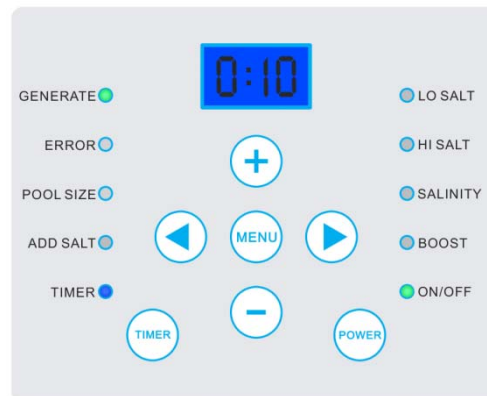 0:10
GENERATE
LO SALT
ERROR
HI SALT
POOL SIZE
SALINITY
ADD SALT
MENU
BOOST
TIMER
ON/OFF
TIMER
POWER